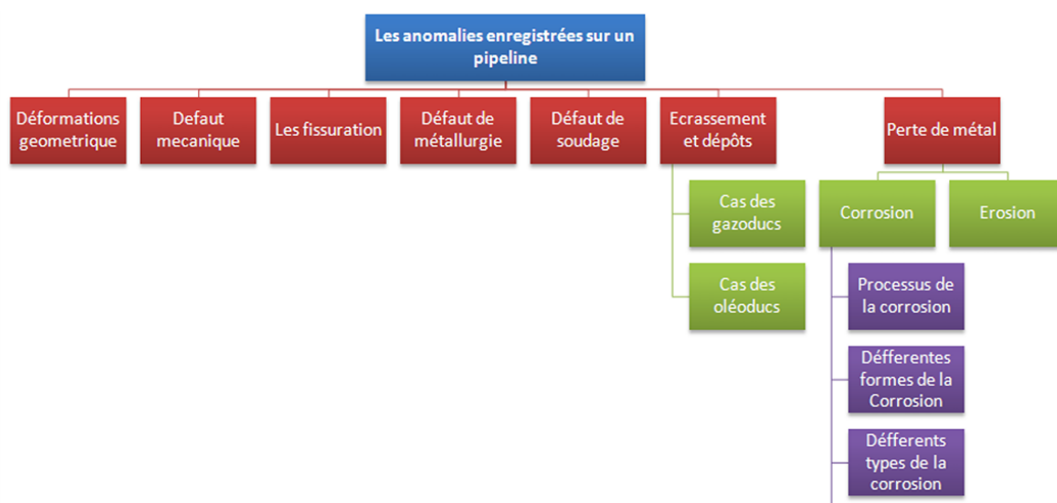 Les anomalies enregistrées sur un
pipeline
Déformations
geometrique
Defaut
mecanique
Les fissuration
Défaut de
métallurgie
Défaut de
soudage
Ecrassement
et dépôts
Perte de métal
Cas des
gazoducs
Cas des
oléoducs
Corrosion
Erosion
Processus de
la corrosion
Défferentes
formes de la
Corrosion
Défferents
types de la
corrosion